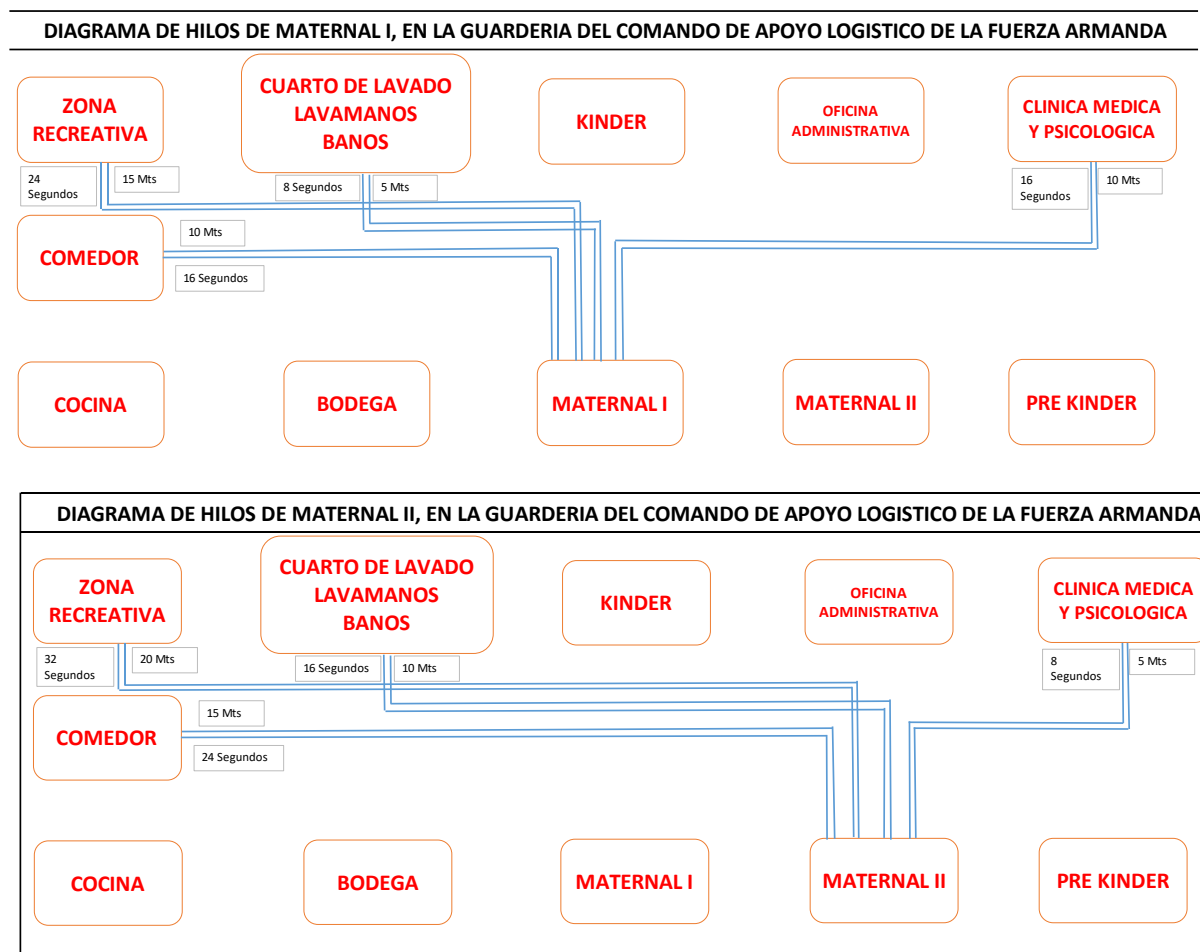 DIAGRAMA DE HILOS DE MATERNAL I, EN LA GUARDERIA DEL COMANDO DE APOYO LOGISTICO DE LA FUERZA ARMANDA
ZONA
RECREATIVA
CUARTO DE LAVADO
LAVAMANOS
BANOS
KINDER
OFICINA
ADMINISTRATIVA
CLINICA MEDICA
Y PSICOLOGICA
24
Segundos
15 Mts
8 Segundos
5 Mts
16
Segundos
10 Mts
COMEDOR
10 Mts
16 Segundos
COCINA
BODEGA
MATERNAL I
MATERNAL II
PRE KINDER
DIAGRAMA DE HILOS DE MATERNAL II, EN LA GUARDERIA DEL COMANDO DE APOYO LOGISTICO DE LA FUERZA ARMANDA
ZONA
RECREATIVA
CUARTO DE LAVADO
LAVAMANOS
BANOS
KINDER
OFICINA
ADMINISTRATIVA
CLINICA MEDICA
Y PSICOLOGICA
32
Segundos
20 Mts
16 Segundos
10 Mts
8
Segundos
5 Mts
COMEDOR
15 Mts
24 Segundos
COCINA
BODEGA
MATERNAL I
MATERNAL II
PRE KINDER